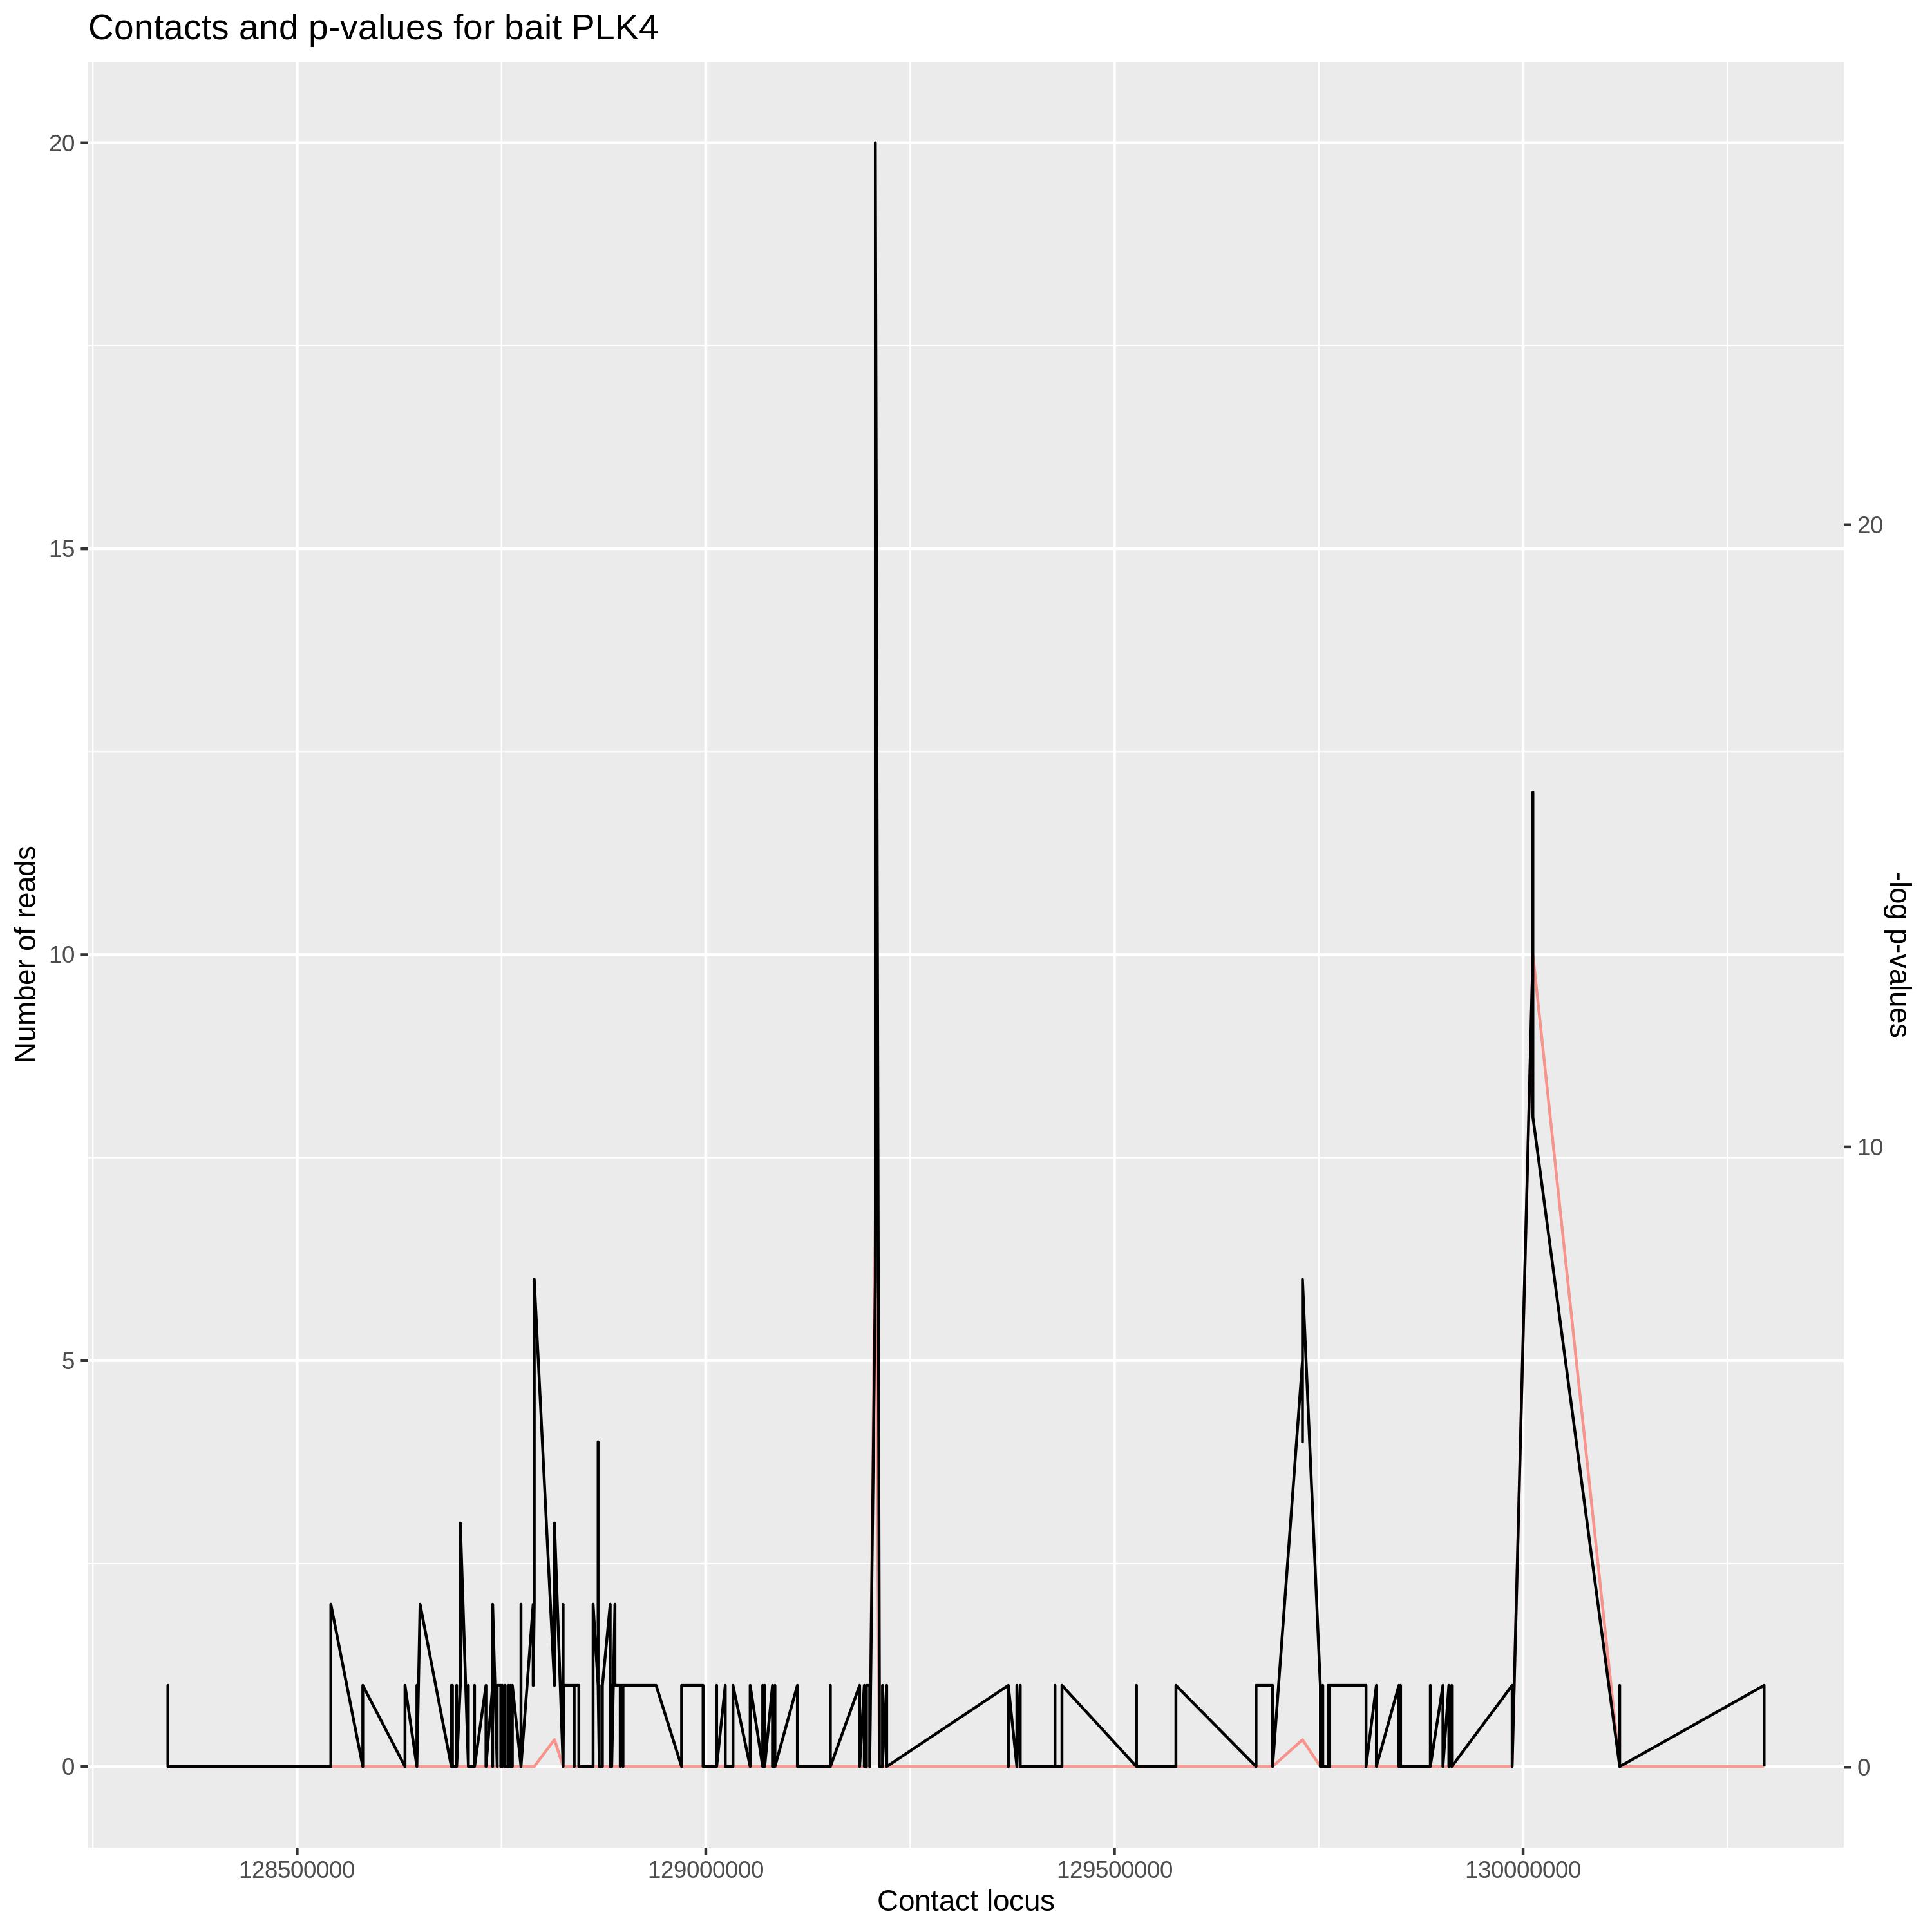 Contacts and p-values for bait PLK4
20
15
10
5
0
Number of reads
20
10
0
-log p-values
128500000 129000000 129500000 130000000
Contact locus